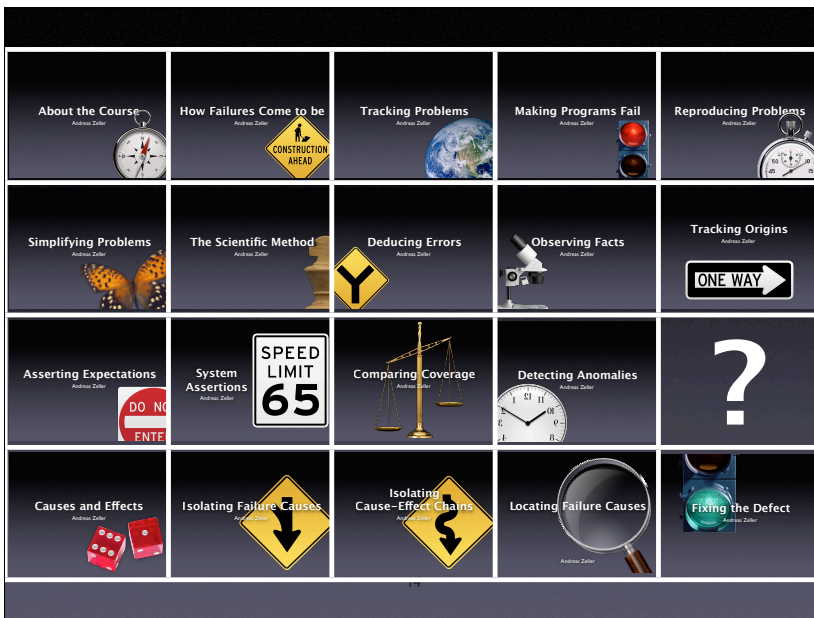 About the Course
Andreas Zeller
How Failures Come to be
Andreas Zeller
CONSTRUCTION
AHEAD
Tracking Problems
Andreas Zeller
Making Programs Fail
Andreas Zeller
Reproducing Problems
Andreas Zeller
Simplifying Problems
Andreas Zeller
The Scientific Method
Andreas Zeller
Deducing Errors
Andreas Zeller
Observing Facts
Andreas Zeller
Tracking Origins
Andreas Zeller
ONE WAY
Asserting Expectations
Andreas Zeller
DO NO
ENTE
System
Assertions
Andreas Zeller
SPEED
LIMIT
65
Comparing Coverage
Andreas Zeller
Detecting Anomalies
Andreas Zeller
?
Causes and Effects
Andreas Zeller
Isolating Failure Causes
Andreas Zeller
Isolating
Cause–Effect Chains
Andreas Zeller
Locating Failure Causes
Andreas Zeller
Fixing the Defect
Andreas Zeller